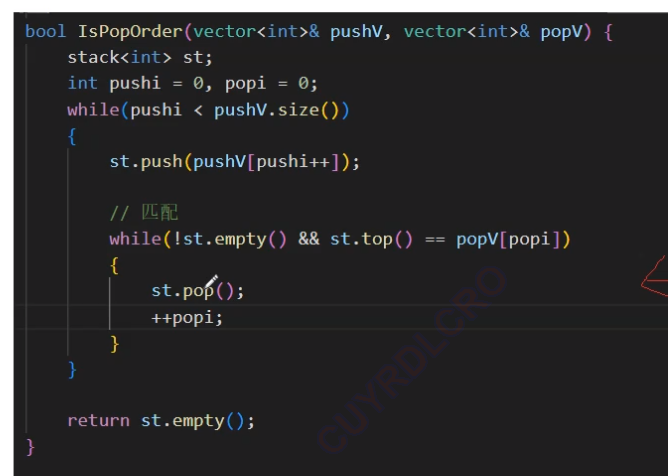 bool IsPopOrder(vector<int>& pushV, vector<int>& popV) {
    stack<int> st;
    int pushi = 0, popi = 0;
    while(pushi < pushV.size())
    {
        st.push(pushV[pushi++]);
        // 匹配
        while(!st.empty() && st.top() == popV[popi])
        {
            st.pop();
            ++popi;
        }
    }
    return st.empty();
}
CUYRDLCRO